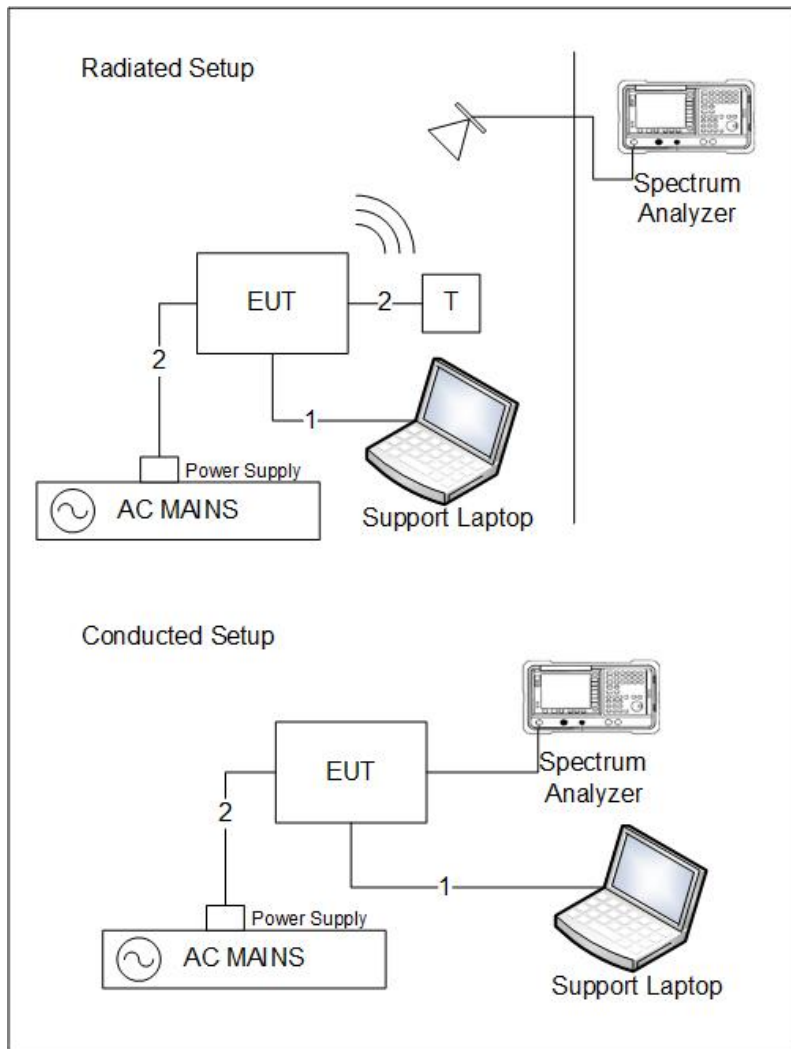 Radiated Setup
Spectrum
Analyzer
EUT
2
T
2
1
Power Supply
AC MAINS
Support Laptop
Conducted Setup
EUT
Spectrum
Analyzer
2
1
Power Supply
AC MAINS
Support Laptop